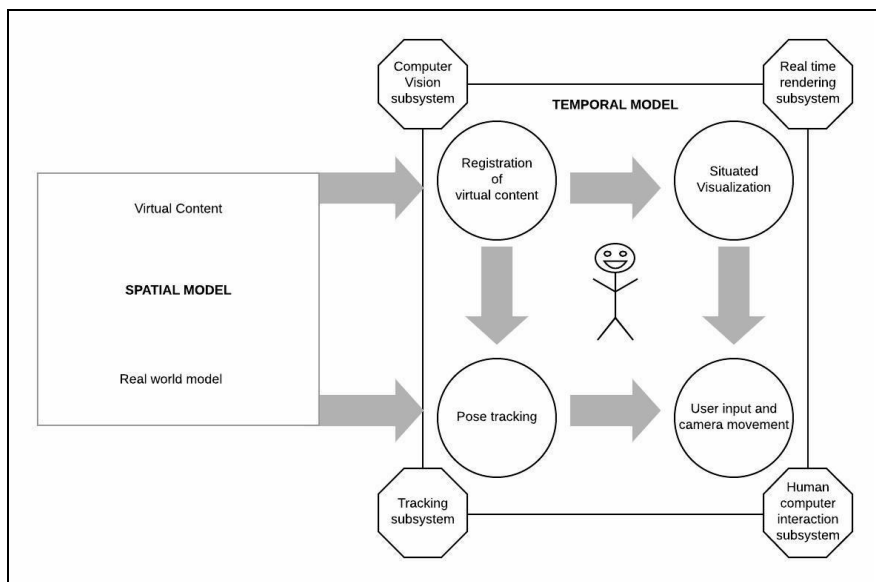 Computer
Vision
subsystem
Real time
rendering
subsystem
TEMPORAL MODEL
Registration
of
virtual content
Situated
Visualization
Virtual Content
SPATIAL MODEL
Real world model
Pose tracking
User input and
camera movement
Tracking
subsystem
Human
computer
interaction
subsystem